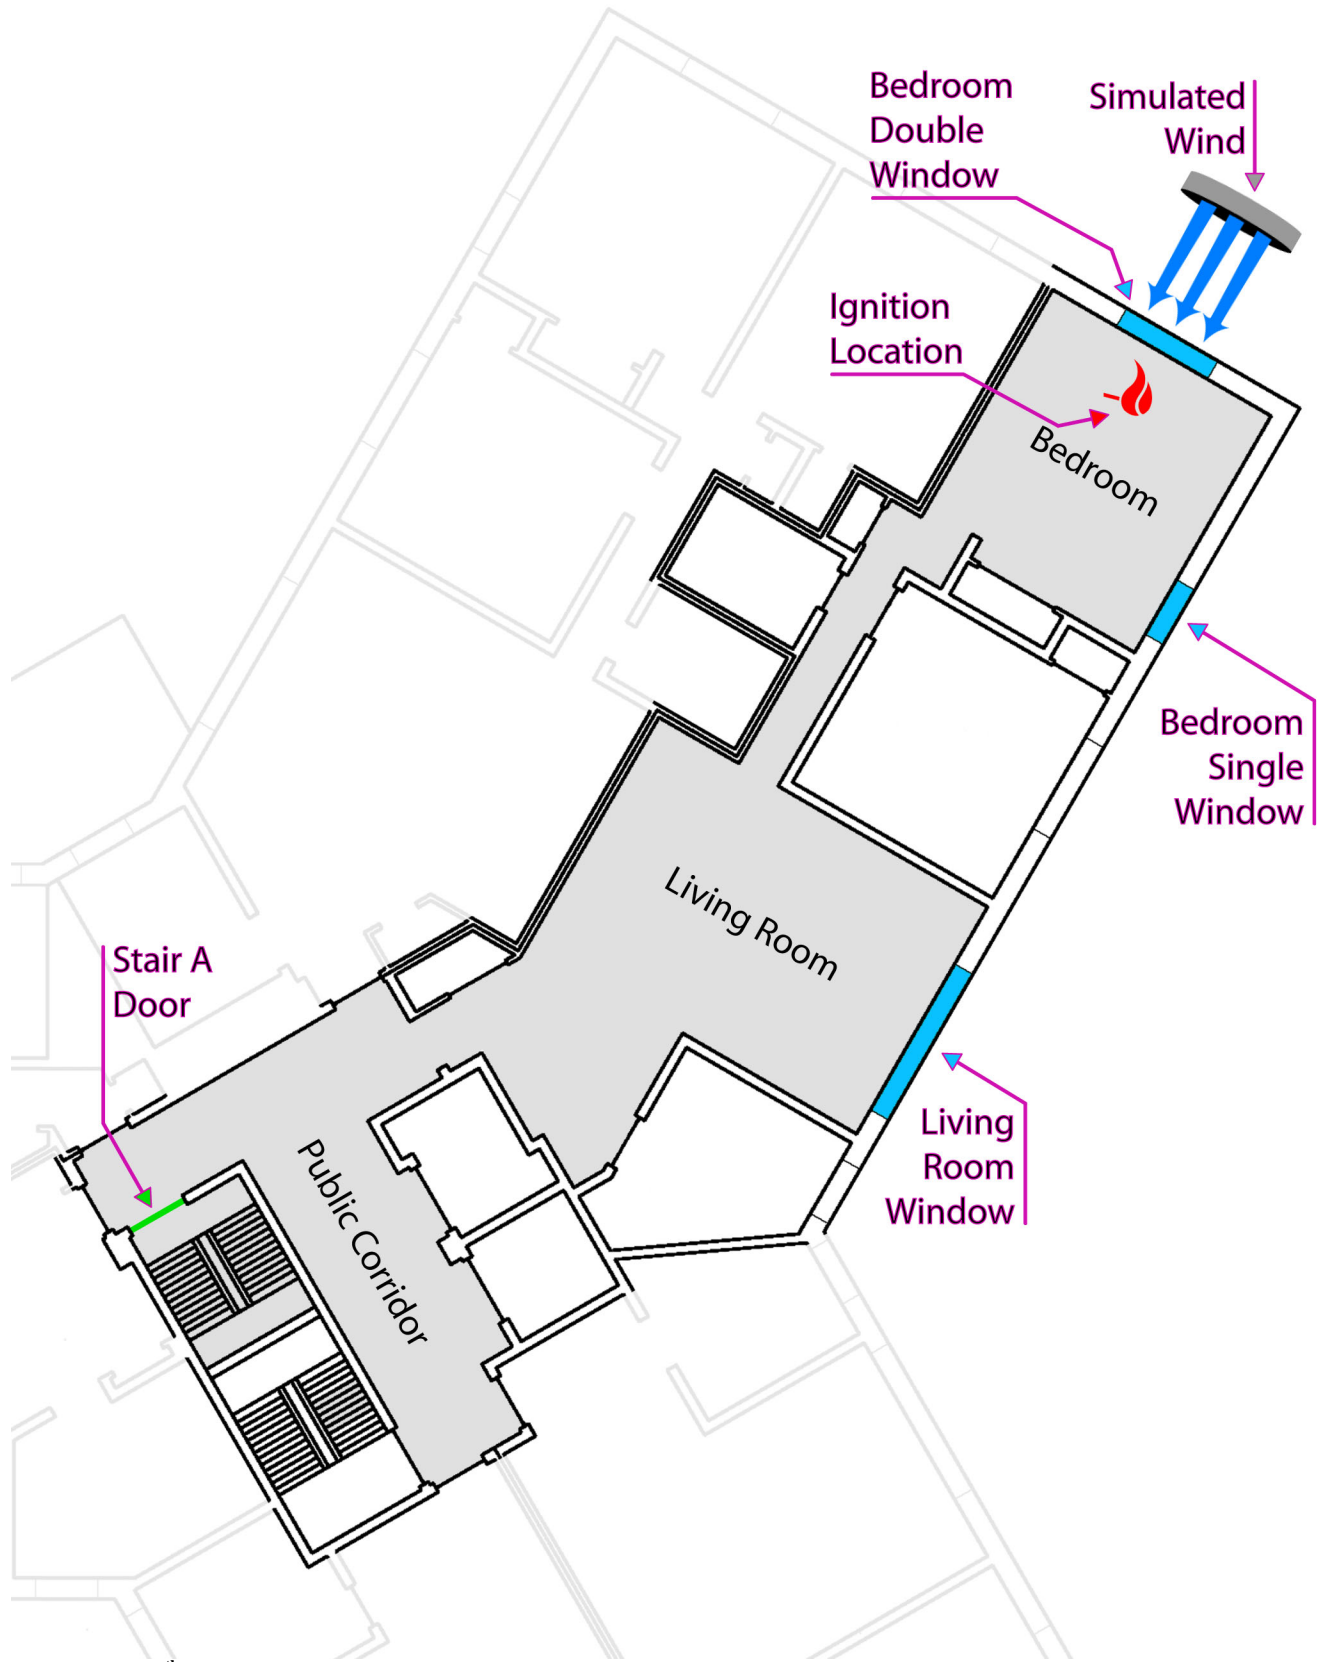 Bedroom
Double
Window
Simulated
Wind
Ignition
Location
Bedroom
Bedroom
Single
Window
Living Room
Stair A
Door
Living
Room
Window
Public Corridor
th